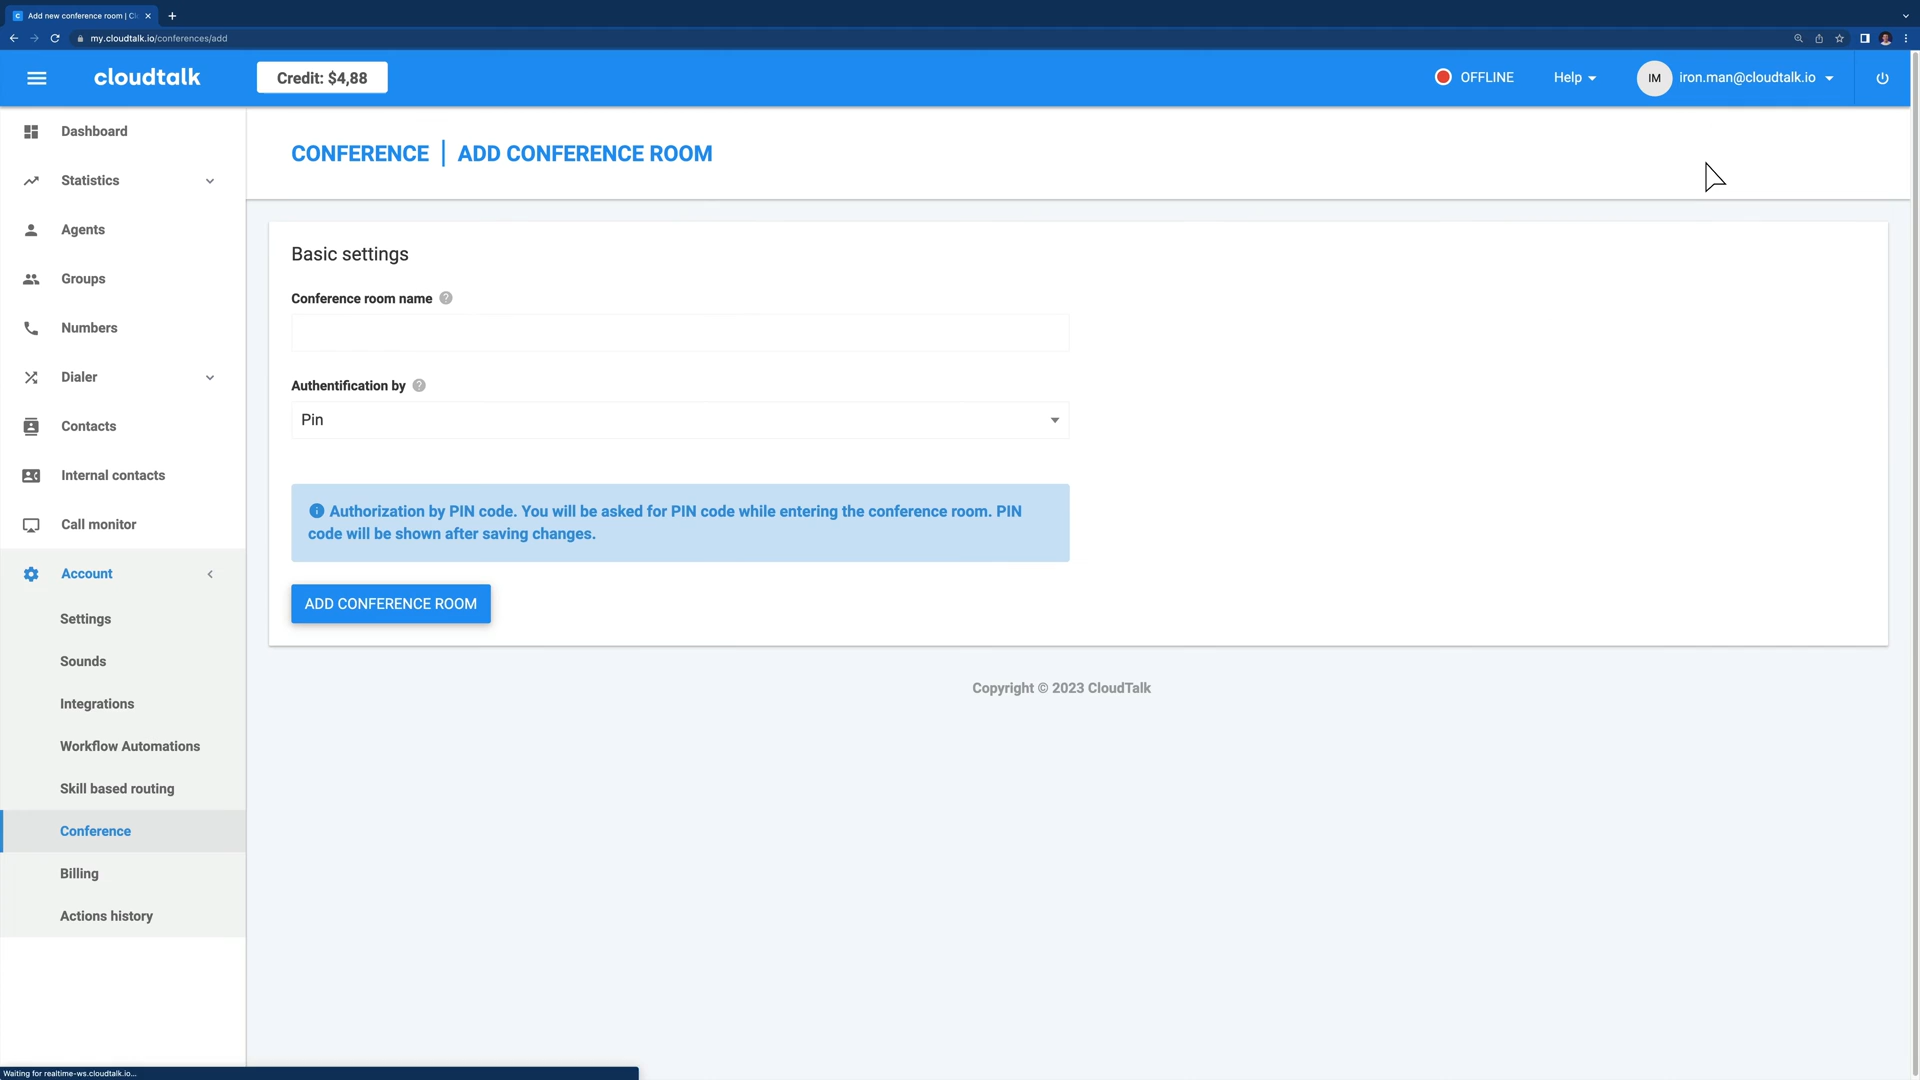 Add new conference room | Cl
my.cloudtalk.io/conferences/add
cloudtalk
Credit: $4,88
OFFLINE
Help
IM
iron.man@cloudtalk.io
Dashboard
Statistics
Agents
Groups
Numbers
Dialer
Contacts
Internal contacts
Call monitor
Account
Settings
Sounds
Integrations
Workflow Automations
Skill based routing
Conference
Billing
Actions history
CONFERENCE | ADD CONFERENCE ROOM
Basic settings
Conference room name
Authentification by
Pin
Authorization by PIN code. You will be asked for PIN code while entering the conference room. PIN
code will be shown after saving changes.
ADD CONFERENCE ROOM
Copyright © 2023 CloudTalk
Waiting for realtime-ws.cloudtalk.io...